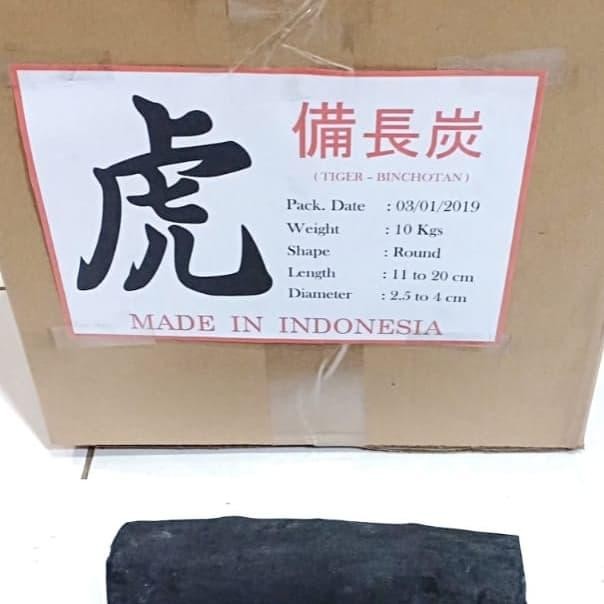 虎
備長炭
( TIGER - BINCHOTAN )
Pack. Date : 03/01/2019
Weight : 10 Kgs
Shape : Round
Length : 11 to 20 cm
Diameter : 2.5 to 4 cm
MADE IN INDONESIA